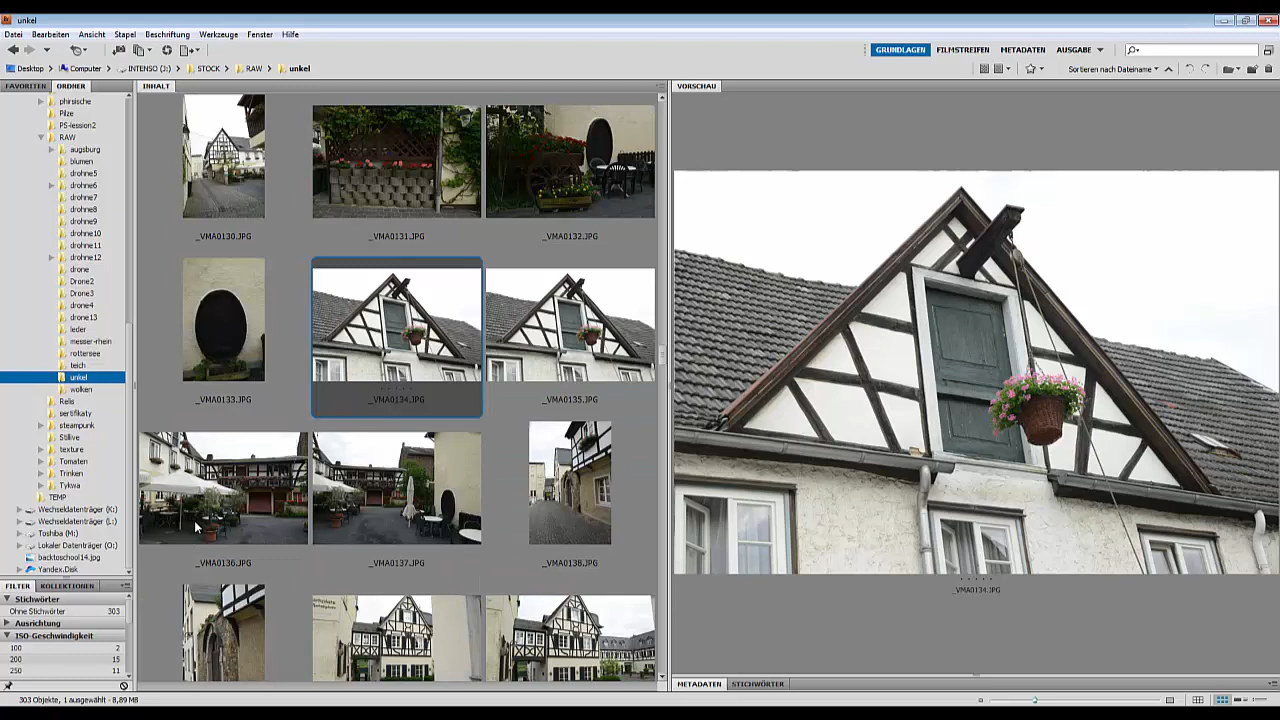 unkel
Datei Bearbeiten Ansicht Stapel Beschriftung Werkzeuge Fenster Hilfe
GRUNDLAGEN FILMSTREIFEN METADATEN AUSGABE
Desktop Computer INTENSO (J:) STOCK RAW unkel
Sortieren nach Dateiname
FAVORITEN ORDNER INHALT VORSCHAU
phirsische
Pilze
PS-lession2
RAW
augsburg
blumen
drohne5
drohne6
drohne7
drohne8
drohne9
drohne10
drohne11
drohne12
drone
Drone2
Drone3
drone4
drone13
leder
messer-rhein
rottersee
teich
unkel
wolken
Relis
sertifikaty
steampunk
Stillive
texture
Tomaten
Trinken
Tykwa
TEMP
Wechseldatenträger (K:)
Wechseldatenträger (L:)
Toshiba (M:)
Lokaler Datenträger (O:)
backtoschool14.jpg
Yandex.Disk
_VMA0130.JPG _VMA0131.JPG _VMA0132.JPG
_VMA0133.JPG _VMA0134.JPG _VMA0135.JPG
_VMA0136.JPG _VMA0137.JPG _VMA0138.JPG
_VMA0134.JPG
FILTER KOLLEKTIONEN
Stichwörter
Ohne Stichwörter 303
Ausrichtung
ISO-Geschwindigkeit
100 2
200 15
250 11
METADATEN STICHWÖRTER
303 Objekte, 1 ausgewählt - 8,89 MB